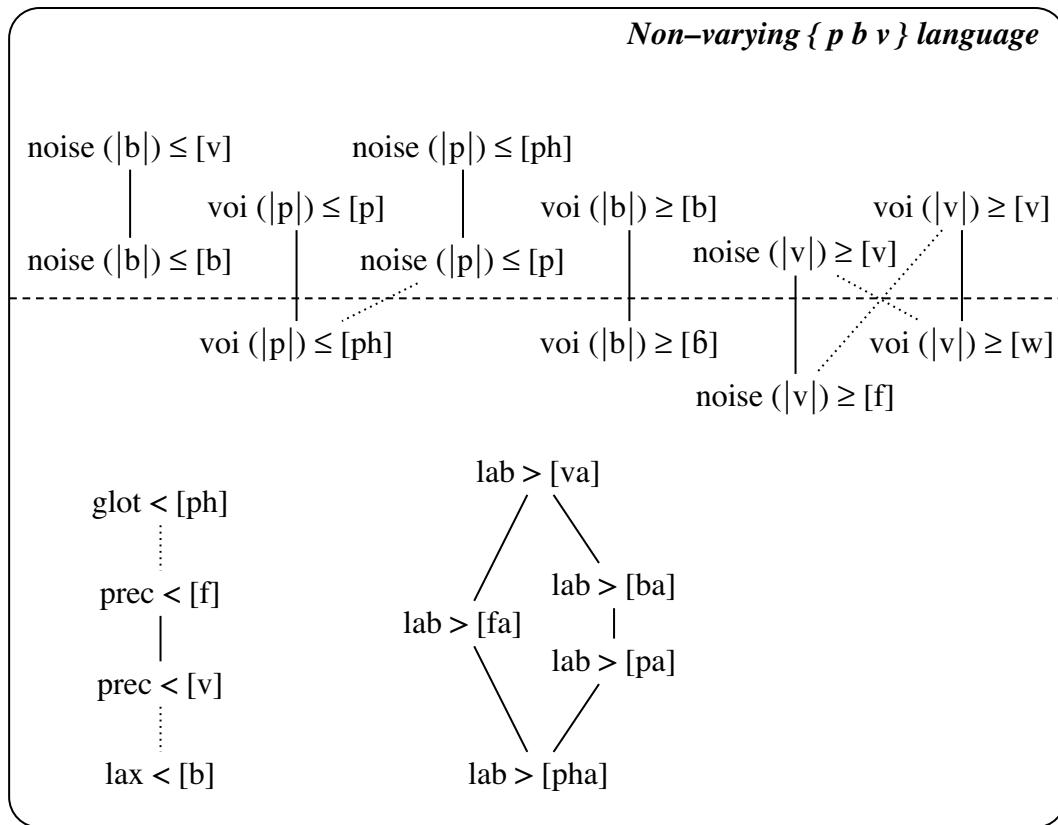 Non–varying { p b v } language
noise (|b|) ≤ [v] noise (|p|) ≤ [ph]
voi (|p|) ≤ [p] voi (|b|) ≥ [b] voi (|v|) ≥ [v]
noise (|b|) ≤ [b] noise (|p|) ≤ [p] noise (|v|) ≥ [v]
voi (|p|) ≤ [ph] voi (|b|) ≥ [ɓ] voi (|v|) ≥ [w]
noise (|v|) ≥ [f]
lab > [va]
glot < [ph]
lab > [ba]
prec < [f]
lab > [fa]
lab > [pa]
prec < [v]
lax < [b] lab > [pha]